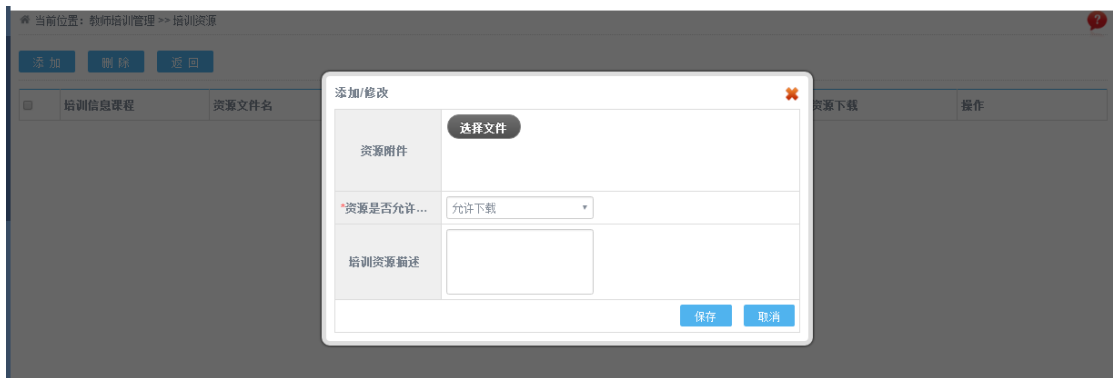 当前位置：教师培训管理 >> 培训资源
?
添加 删除 返回
培训信息课程 资源文件名 资源下载 操作
添加/修改
资源附件 选择文件
*资源是否允许... 允许下载
培训资源描述
保存 取消